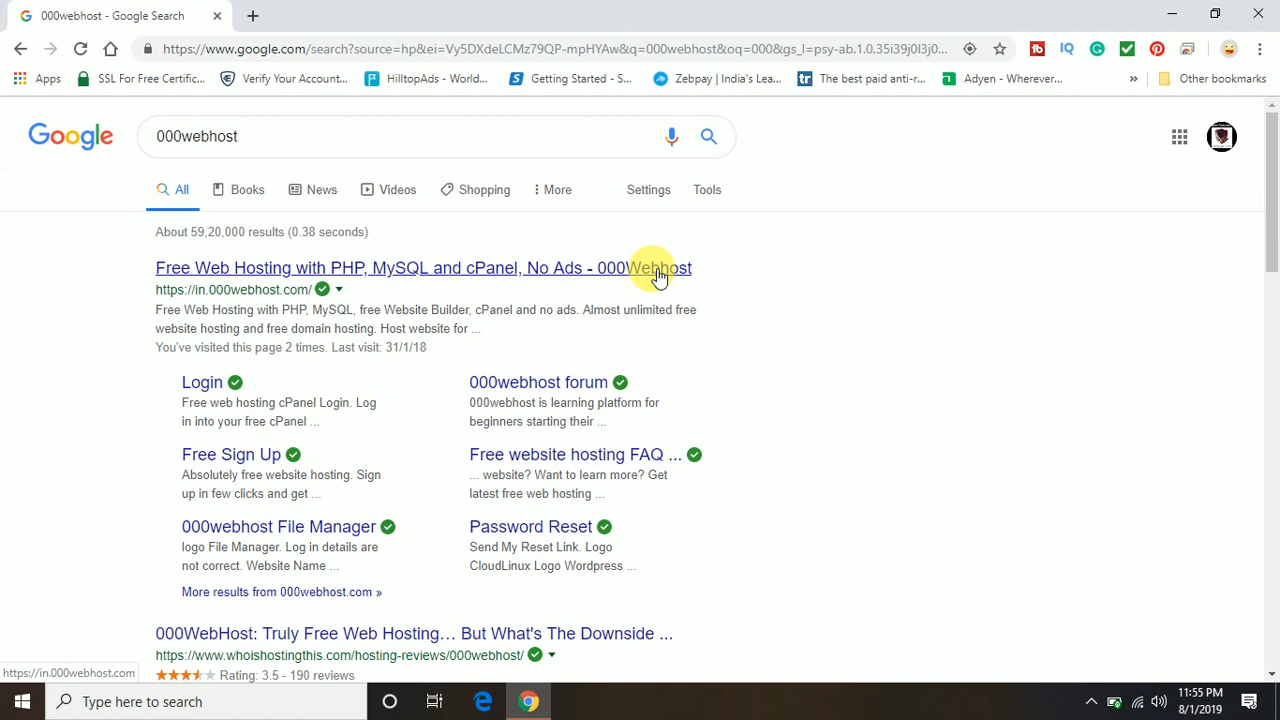 000webhost - Google Search
https://www.google.com/search?source=hp&ei=Vy5DXdeLCMz79QP-mpHYAw&q=000webhost&oq=000&gs_l=psy-ab.1.0.35i39j0l3j0...
Apps SSL For Free Certific... Verify Your Account... HilltopAds - World... Getting Started - S... Zebpay | India's Lea... The best paid anti-r... Adyen - Wherever... » Other bookmarks
Google 000webhost
All Books News Videos Shopping More Settings Tools
About 59,20,000 results (0.38 seconds)
Free Web Hosting with PHP, MySQL and cPanel, No Ads - 000Webhost
https://in.000webhost.com/
Free Web Hosting with PHP, MySQL, free Website Builder, cPanel and no ads. Almost unlimited free
website hosting and free domain hosting. Host website for ...
You've visited this page 2 times. Last visit: 31/1/18
Login
Free web hosting cPanel Login. Log
in into your free cPanel ...
000webhost forum
000webhost is learning platform for
beginners starting their ...
Free Sign Up
Absolutely free website hosting. Sign
up in few clicks and get ...
Free website hosting FAQ ...
... website? Want to learn more? Get
latest free web hosting ...
000webhost File Manager
logo File Manager. Log in details are
not correct. Website Name ...
Password Reset
Send My Reset Link. Logo
CloudLinux Logo Wordpress ...
More results from 000webhost.com »
000WebHost: Truly Free Web Hosting… But What's The Downside ...
https://www.whoishostingthis.com/hosting-reviews/000webhost/
Rating: 3.5 - 190 reviews
https://in.000webhost.com
Type here to search
11:55 PM
8/1/2019